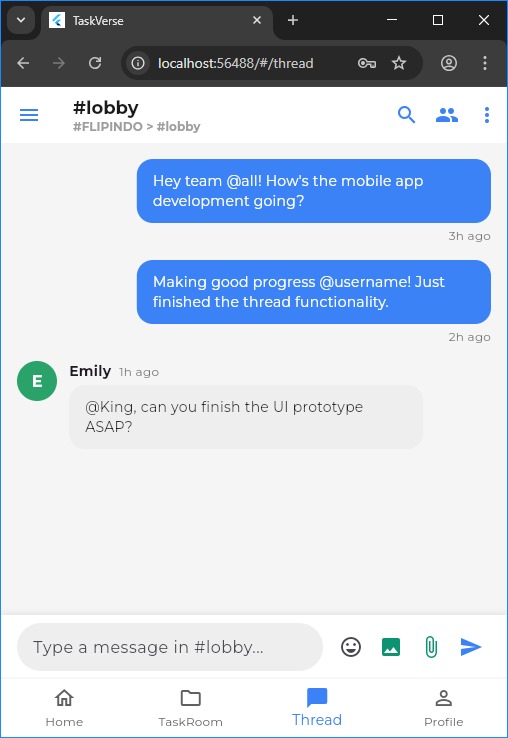 TaskVerse
localhost:56488/#/thread
#lobby
#FLIPINDO > #lobby
Hey team @all! How's the mobile app
development going?
3h ago
Making good progress @username! Just
finished the thread functionality.
2h ago
E
Emily 1h ago
@King, can you finish the UI prototype
ASAP?
Type a message in #lobby...
Home TaskRoom Thread Profile